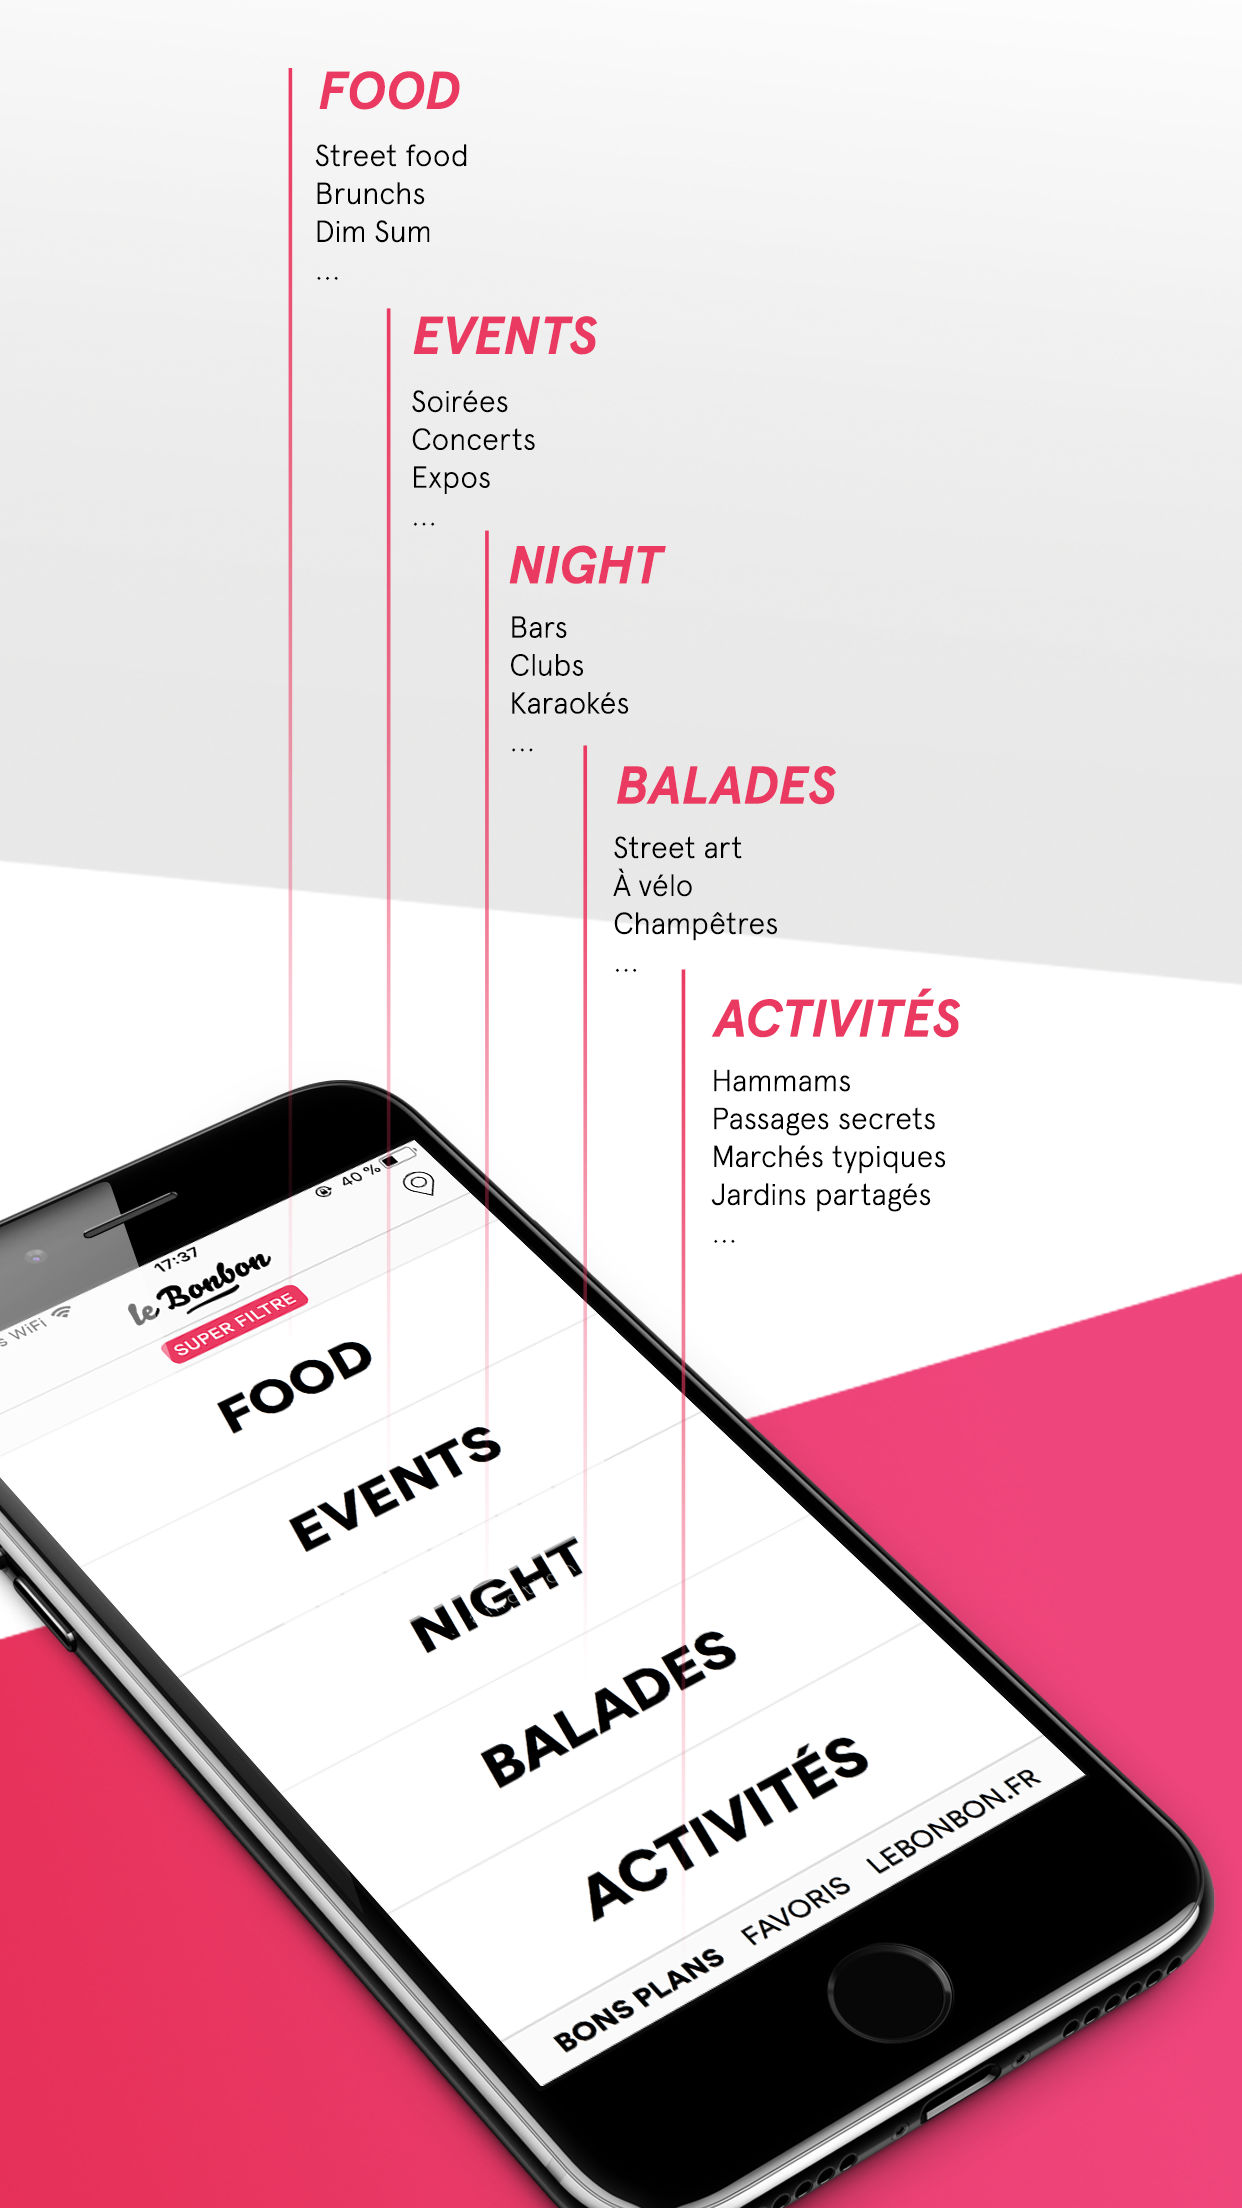 FOOD
Street food
Brunchs
Dim Sum
...
EVENTS
Soirées
Concerts
Expos
...
NIGHT
Bars
Clubs
Karaokés
...
BALADES
Street art
À vélo
Champêtres
...
ACTIVITÉS
Hammams
Passages secrets
Marchés typiques
Jardins partagés
...
WiFi 17:37 40 %
le Bonbon
SUPER FILTRE
FOOD
EVENTS
NIGHT
BALADES
ACTIVITÉS
BONS PLANS FAVORIS LEBONBON.FR